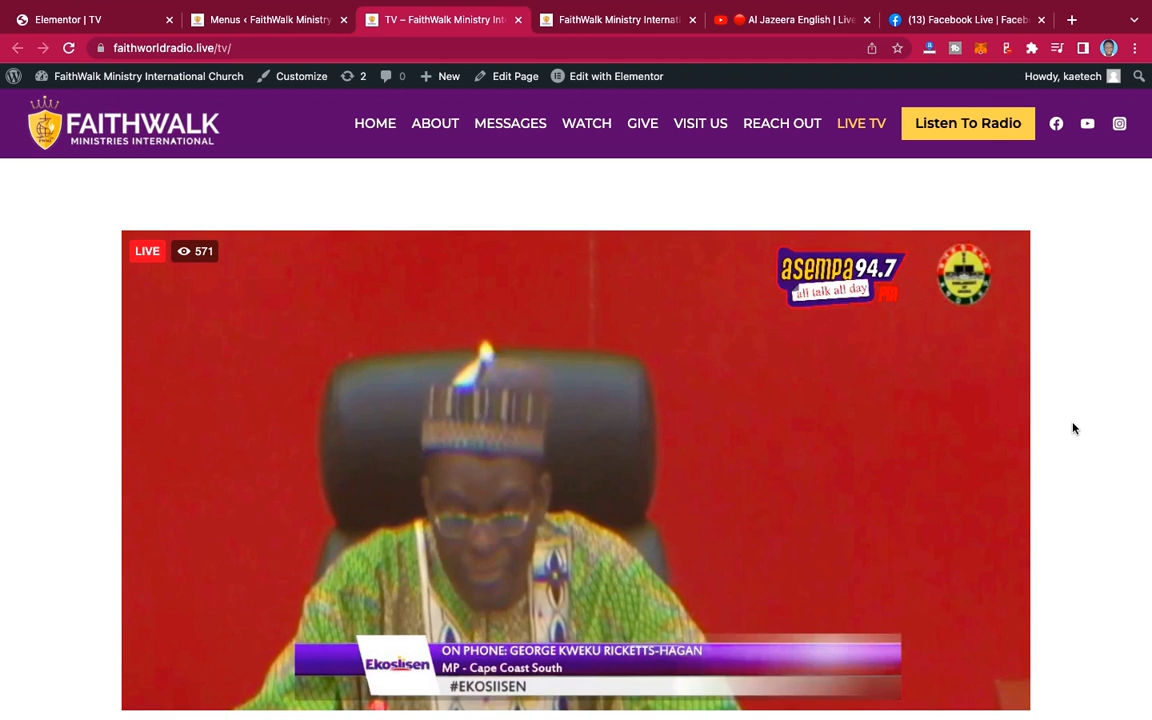 Elementor | TV
Menus ‹ FaithWalk Ministry
TV – FaithWalk Ministry Int
FaithWalk Ministry Internati
Al Jazeera English | Live
(13) Facebook Live | Faceb
faithworldradio.live/tv/
FaithWalk Ministry International Church
Customize
2
0
New
Edit Page
Edit with Elementor
Howdy, kaetech
FAITHWALK
MINISTRIES INTERNATIONAL
HOME
ABOUT
MESSAGES
WATCH
GIVE
VISIT US
REACH OUT
LIVE TV
Listen To Radio
LIVE
571
asempa 94.7
all talk all day FM
ON PHONE: GEORGE KWEKU RICKETTS-HAGAN
Ekosiisen
MP - Cape Coast South
#EKOSIISEN